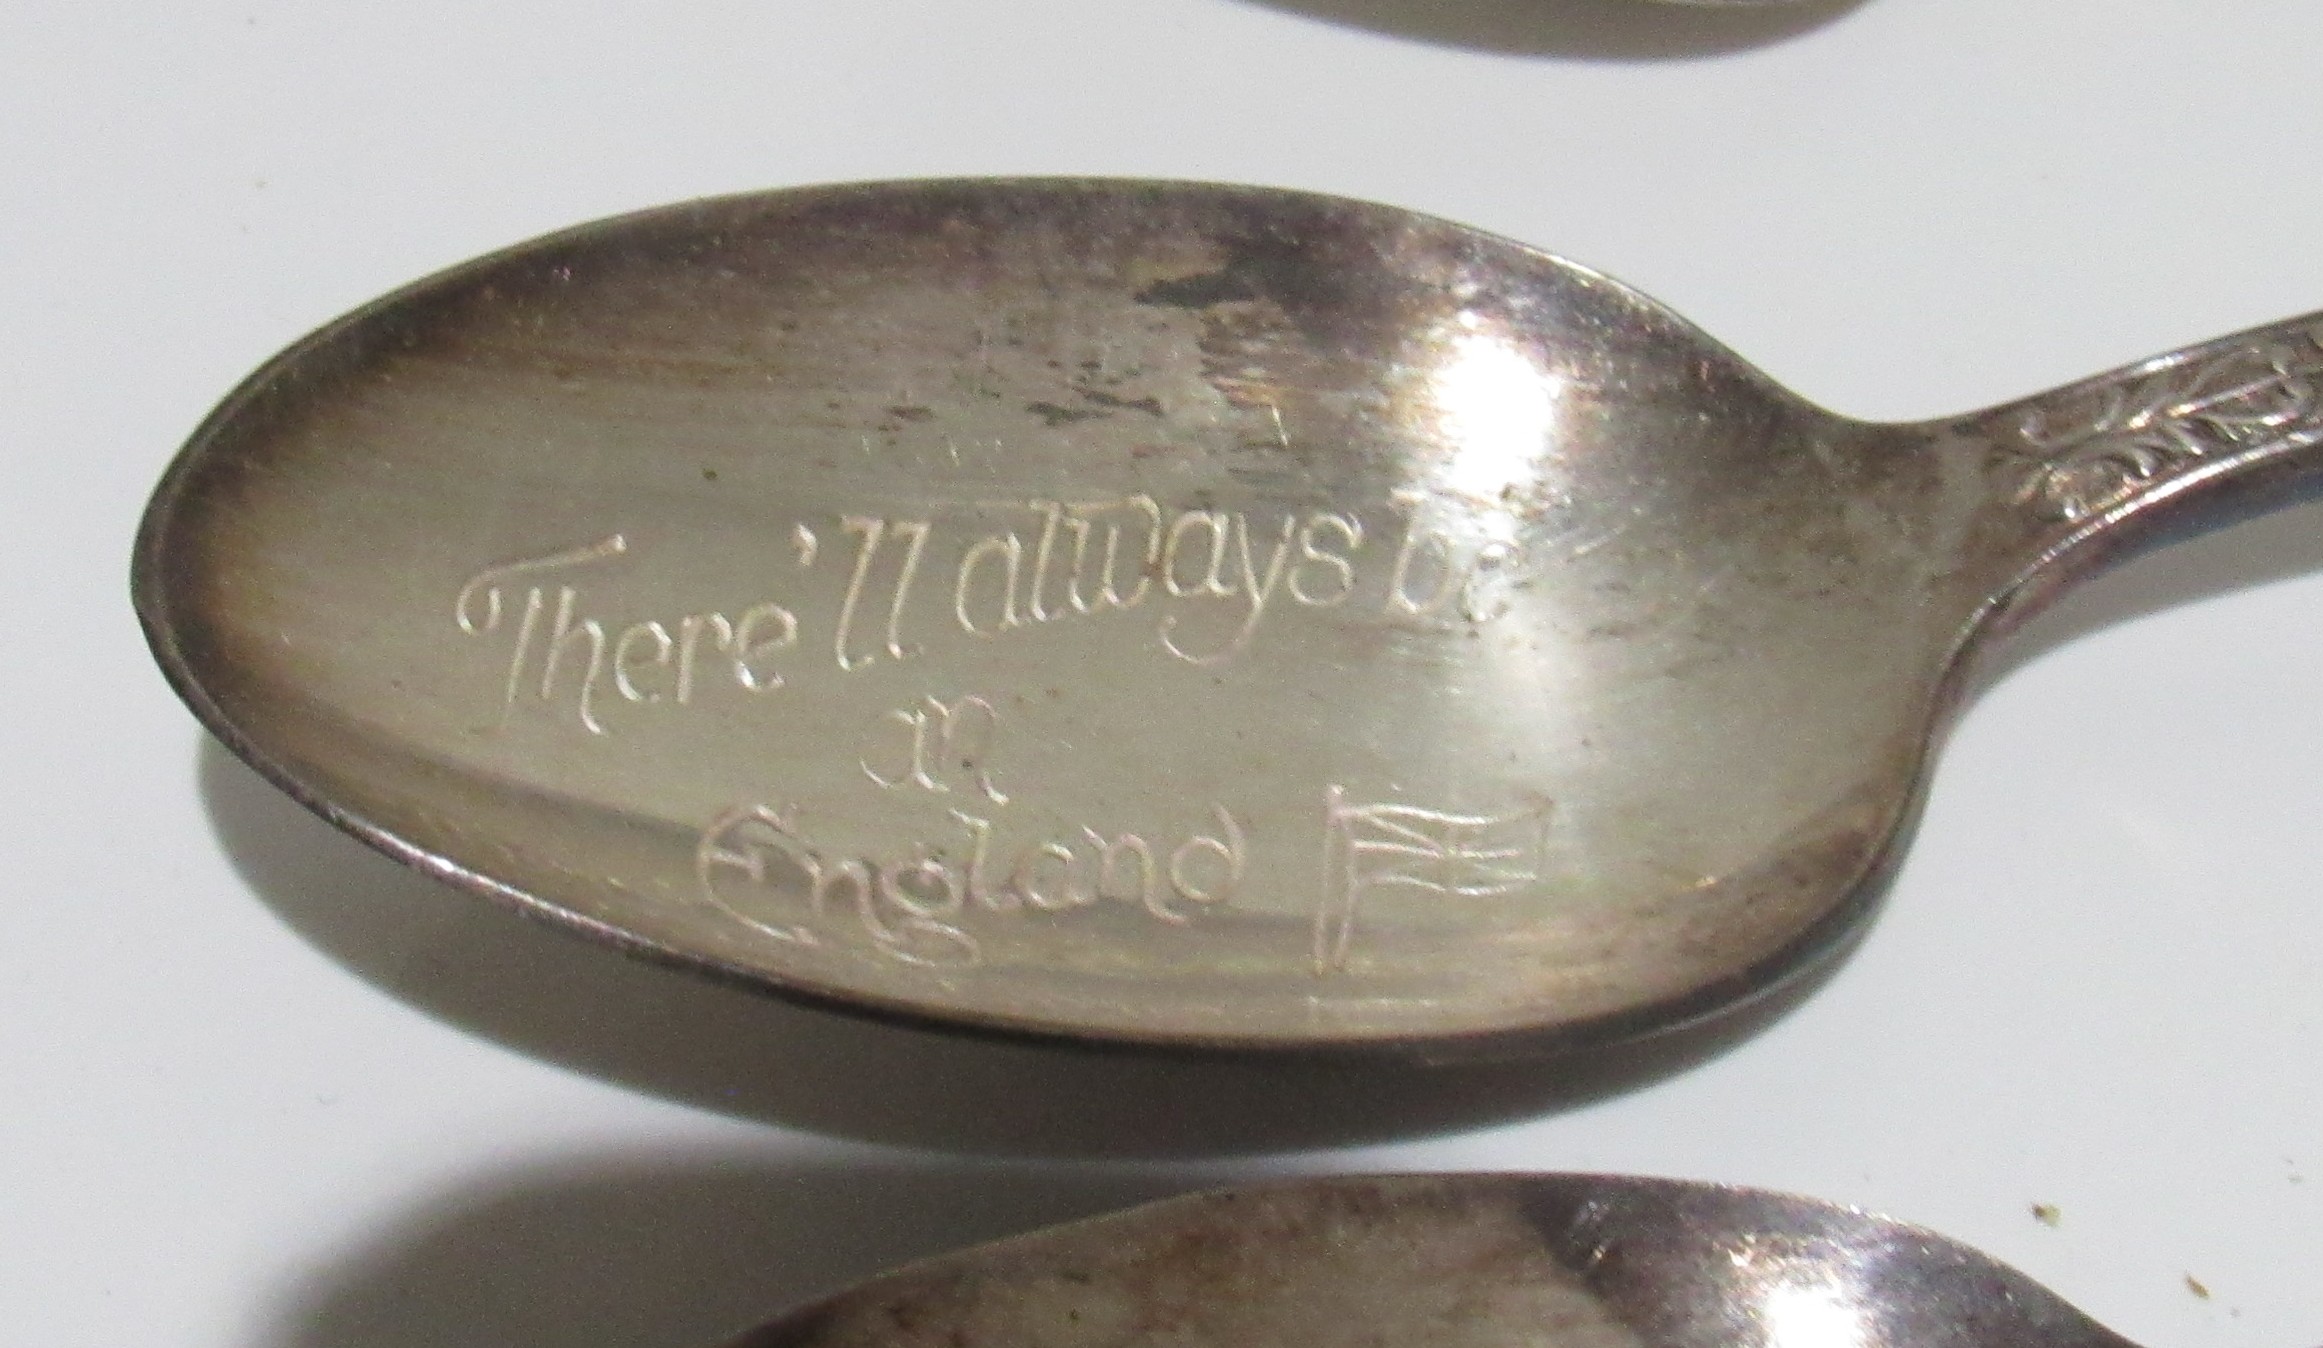 There'll always be
an
England